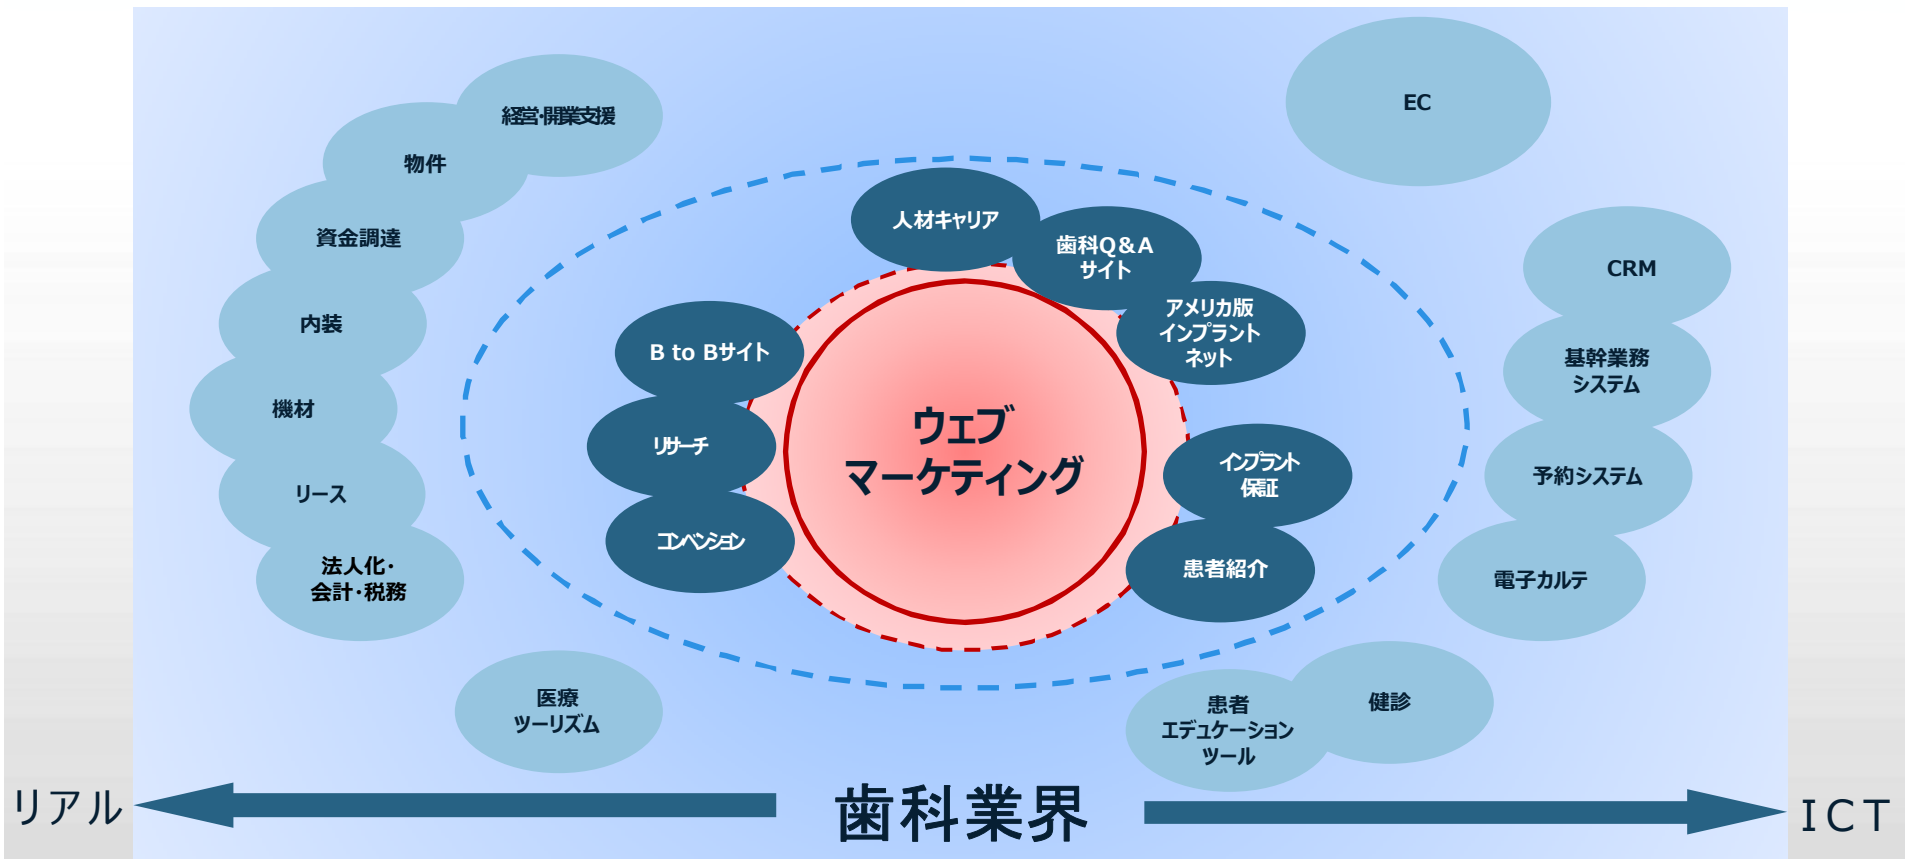 経営・開業支援
物件
資金調達
内装
機材
リース
法人化・
会計・税務
医療
ツーリズム
人材キャリア
歯科Q&A
サイト
アメリカ版
インプラント
ネット
B to Bサイト
リサーチ
コンベンション
ウェブ
マーケティング
インプラント
保証
患者紹介
EC
CRM
基幹業務
システム
予約システム
電子カルテ
健診
患者
エデュケーション
ツール
リアル
歯科業界
ICT